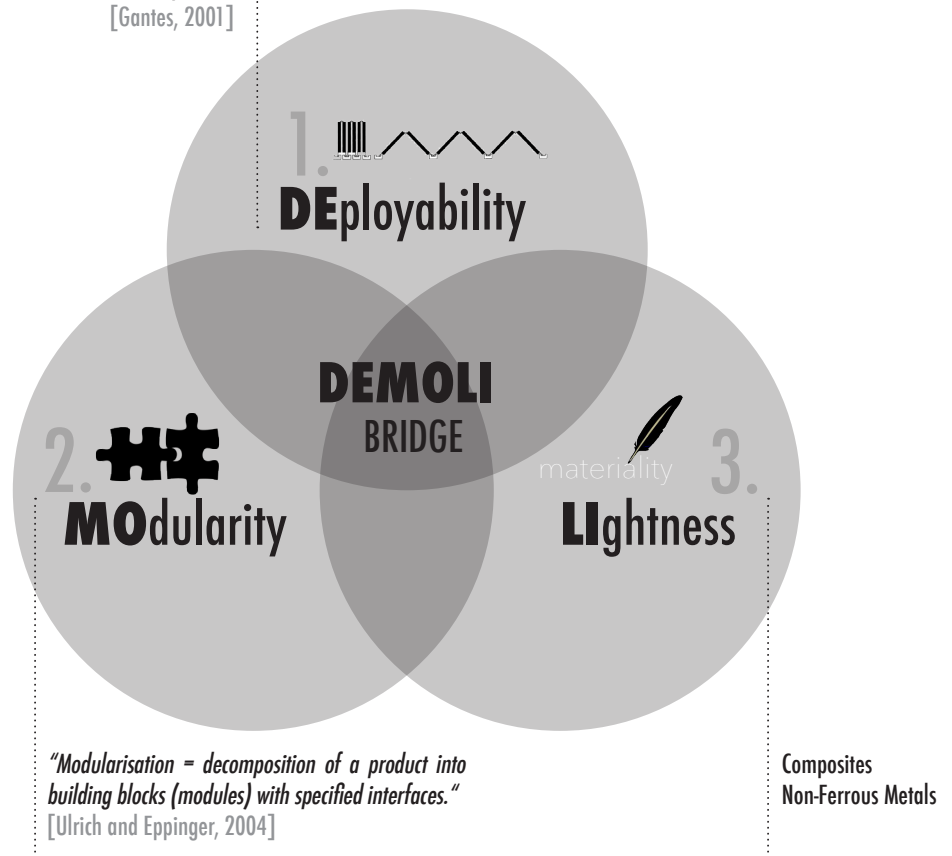 [Gantes, 2001]
1.
DEployability
DEMOLI
BRIDGE
2.
MOdularity
materiality
3.
LIghtness
"Modularisation = decomposition of a product into
building blocks (modules) with specified interfaces."
[Ulrich and Eppinger, 2004]
Composites
Non-Ferrous Metals